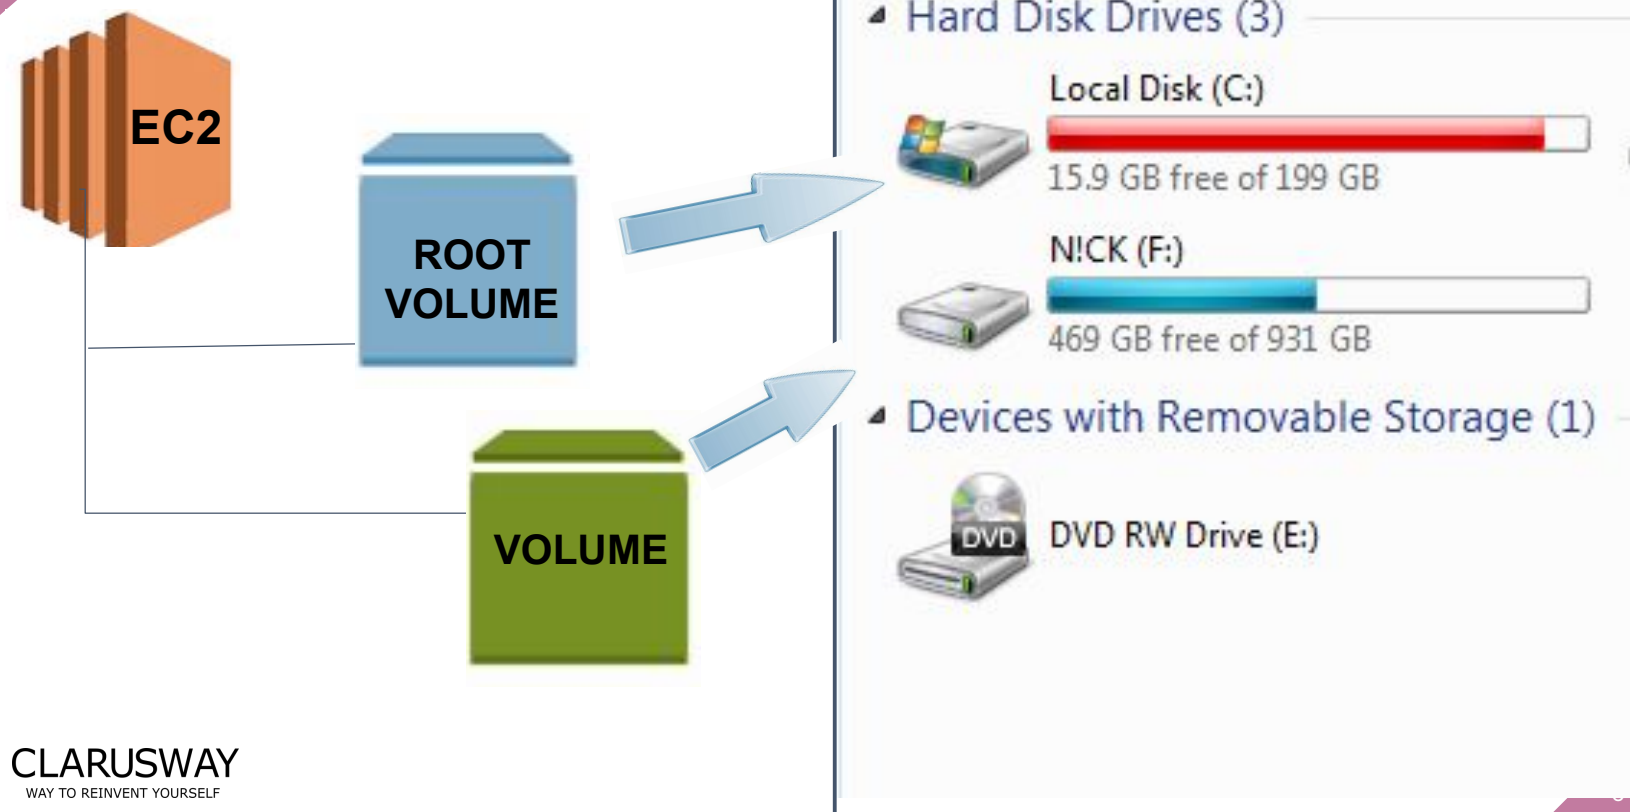 EC2
ROOT
VOLUME
VOLUME
CLARUSWAY
WAY TO REINVENT YOURSELF
Hard Disk Drives (3)
Local Disk (C:)
15.9 GB free of 199 GB
N!CK (F:)
469 GB free of 931 GB
Devices with Removable Storage (1)
DVD
DVD RW Drive (E:)